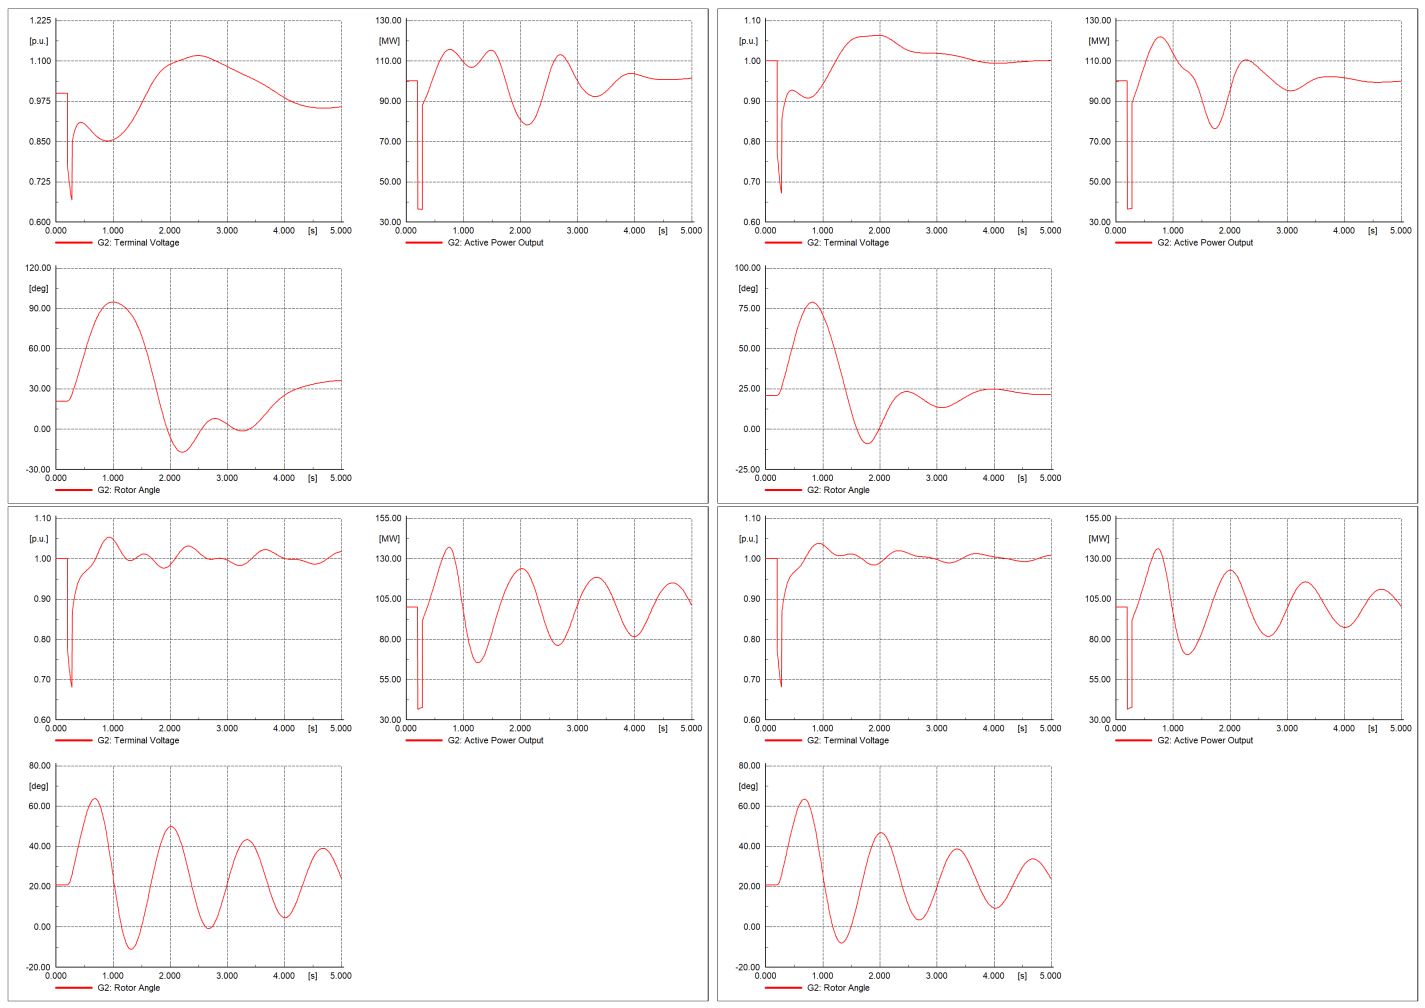 1.225
[p.u.]
1.100
0.975
0.850
0.725
0.600
0.000 1.000 2.000 3.000 4.000 [s] 5.000
G2: Terminal Voltage
130.00
[MW]
110.00
90.00
70.00
50.00
30.00
0.000 1.000 2.000 3.000 4.000 [s] 5.000
G2: Active Power Output
120.00
[deg]
90.00
60.00
30.00
0.00
-30.00
0.000 1.000 2.000 3.000 4.000 [s] 5.000
G2: Rotor Angle
1.10
[p.u.]
1.00
0.90
0.80
0.70
0.60
0.000 1.000 2.000 3.000 4.000 [s] 5.000
G2: Terminal Voltage
130.00
[MW]
110.00
90.00
70.00
50.00
30.00
0.000 1.000 2.000 3.000 4.000 [s] 5.000
G2: Active Power Output
100.00
[deg]
75.00
50.00
25.00
0.00
-25.00
0.000 1.000 2.000 3.000 4.000 [s] 5.000
G2: Rotor Angle
1.10
[p.u.]
1.00
0.90
0.80
0.70
0.60
0.000 1.000 2.000 3.000 4.000 [s] 5.000
G2: Terminal Voltage
155.00
[MW]
130.00
105.00
80.00
55.00
30.00
0.000 1.000 2.000 3.000 4.000 [s] 5.000
G2: Active Power Output
80.00
[deg]
60.00
40.00
20.00
0.00
-20.00
0.000 1.000 2.000 3.000 4.000 [s] 5.000
G2: Rotor Angle
1.10
[p.u.]
1.00
0.90
0.80
0.70
0.60
0.000 1.000 2.000 3.000 4.000 [s] 5.000
G2: Terminal Voltage
155.00
[MW]
130.00
105.00
80.00
55.00
30.00
0.000 1.000 2.000 3.000 4.000 [s] 5.000
G2: Active Power Output
80.00
[deg]
60.00
40.00
20.00
0.00
-20.00
0.000 1.000 2.000 3.000 4.000 [s] 5.000
G2: Rotor Angle